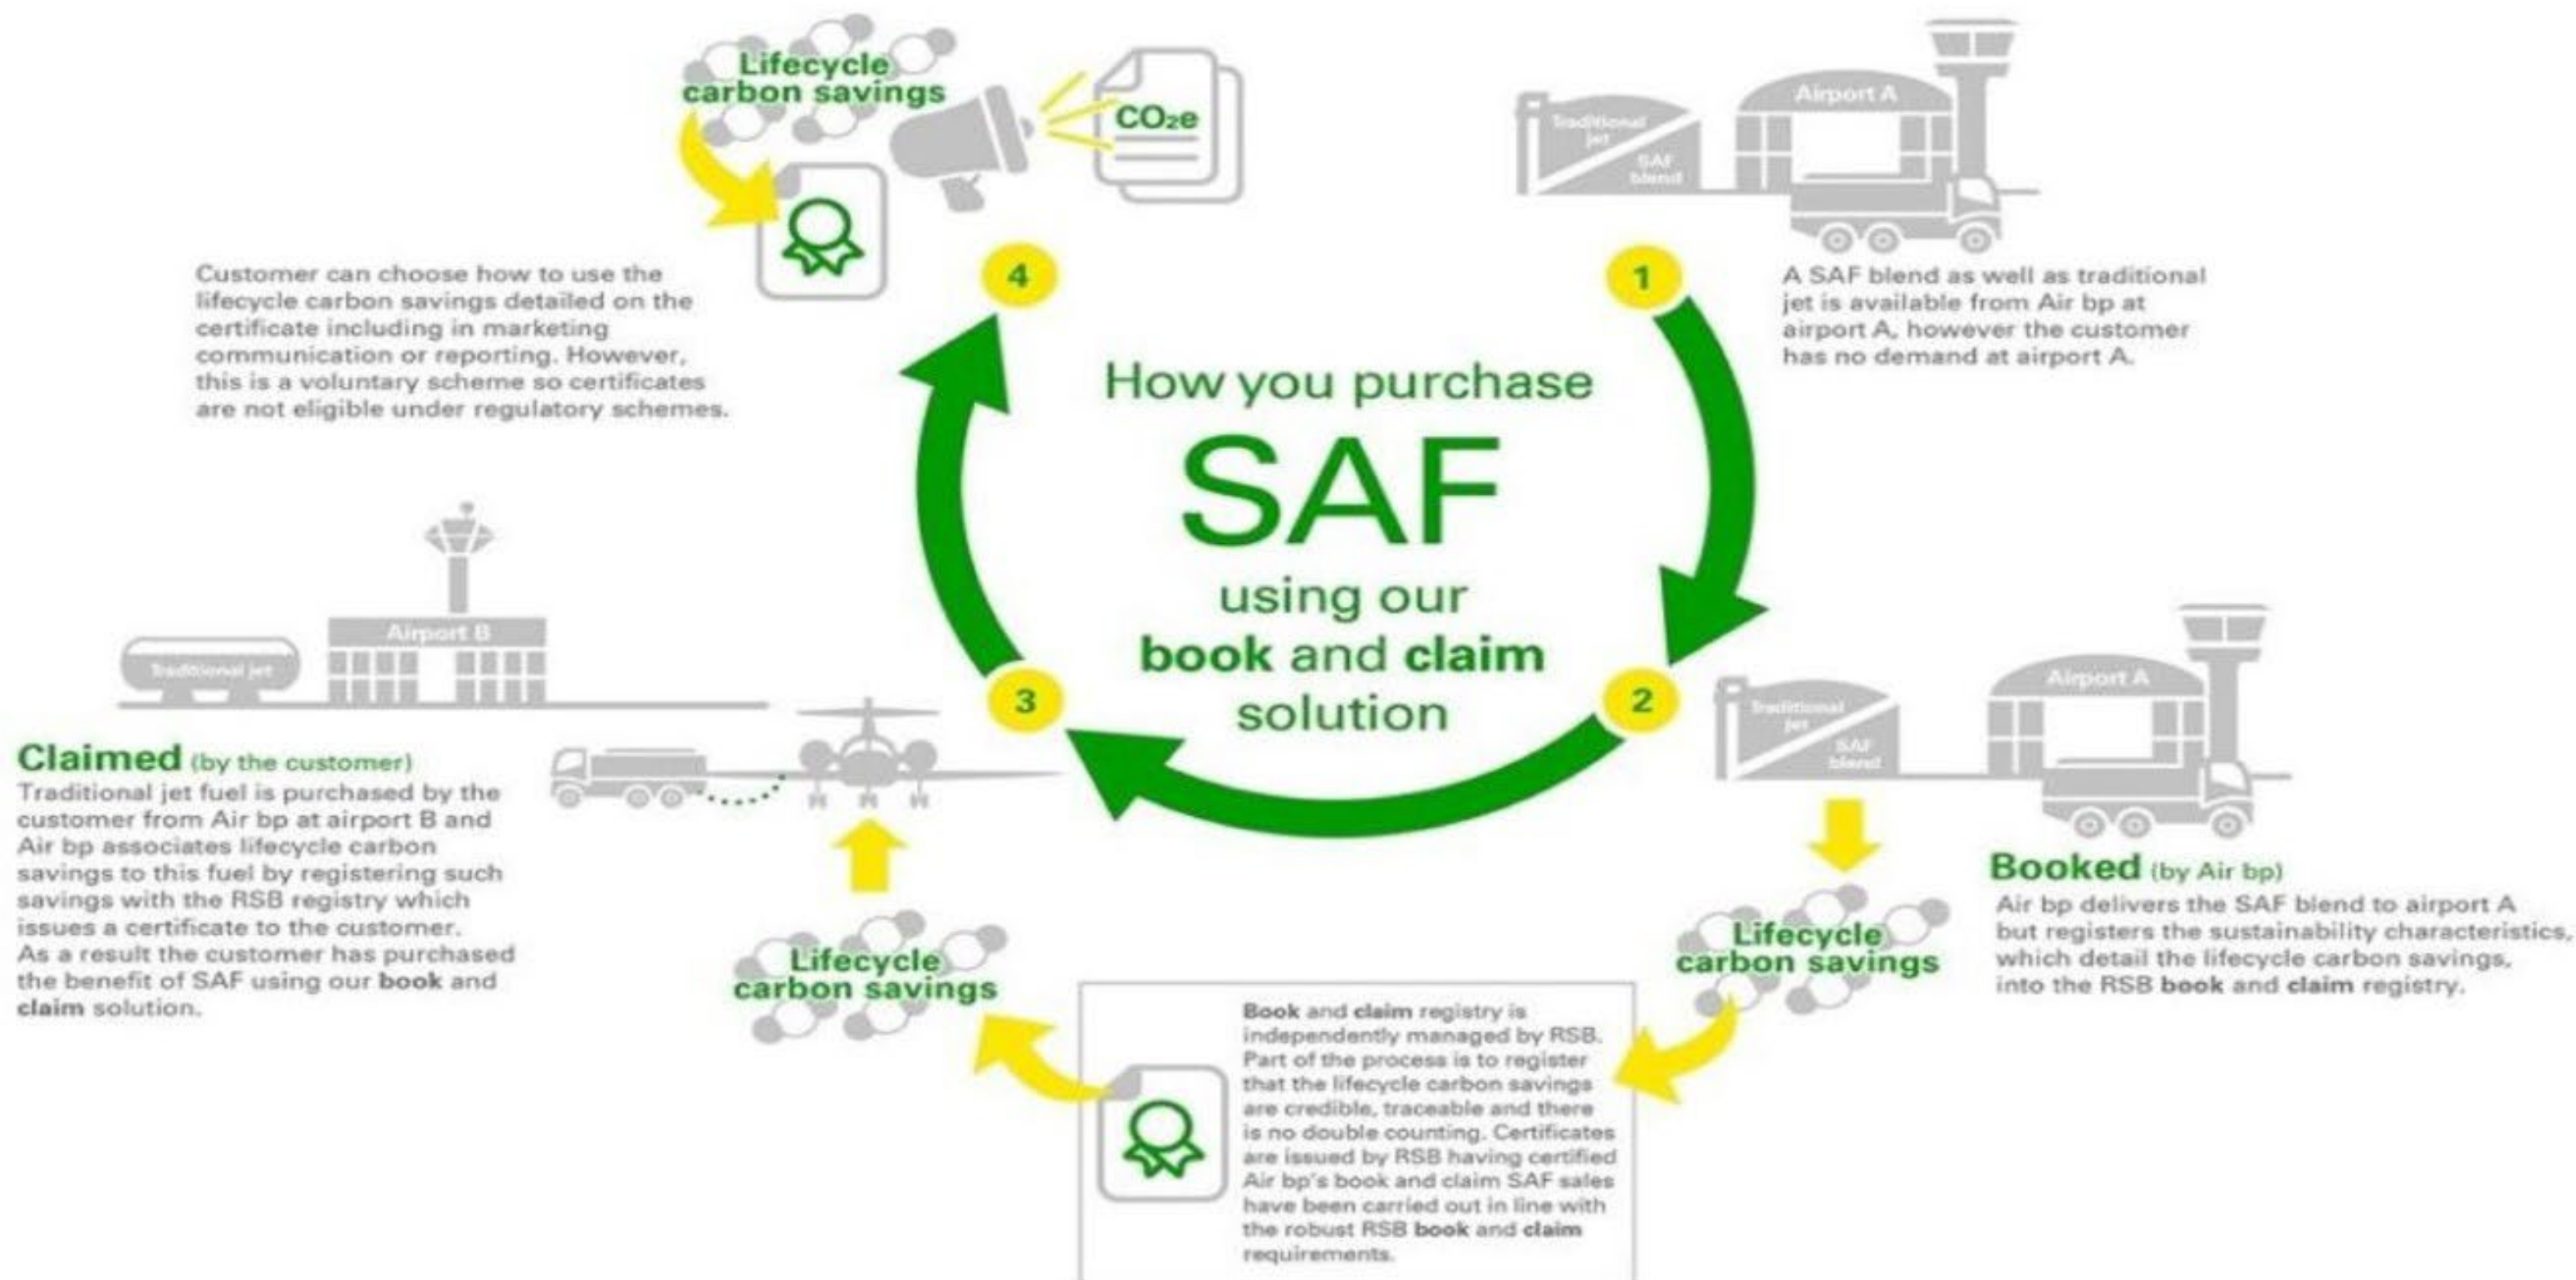 Lifecycle
carbon savings
CO₂e
Customer can choose how to use the
lifecycle carbon savings detailed on the
certificate including in marketing
communication or reporting. However,
this is a voluntary scheme so certificates
are not eligible under regulatory schemes.
4
Traditional
jet
SAF
blend
Airport A
1
A SAF blend as well as traditional
jet is available from Air bp at
airport A, however the customer
has no demand at airport A.
How you purchase
SAF
using our
book and claim
solution
2
Traditional
jet
SAF
blend
Airport A
Booked (by Air bp)
Air bp delivers the SAF blend to airport A
but registers the sustainability characteristics,
which detail the lifecycle carbon savings,
into the RSB book and claim registry.
Lifecycle
carbon savings
Book and claim registry is
independently managed by RSB.
Part of the process is to register
that the lifecycle carbon savings
are credible, traceable and there
is no double counting. Certificates
are issued by RSB having certified
Air bp's book and claim SAF sales
have been carried out in line with
the robust RSB book and claim
requirements.
Lifecycle
carbon savings
3
Airport B
Traditional jet
Claimed (by the customer)
Traditional jet fuel is purchased by the
customer from Air bp at airport B and
Air bp associates lifecycle carbon
savings to this fuel by registering such
savings with the RSB registry which
issues a certificate to the customer.
As a result the customer has purchased
the benefit of SAF using our book and
claim solution.